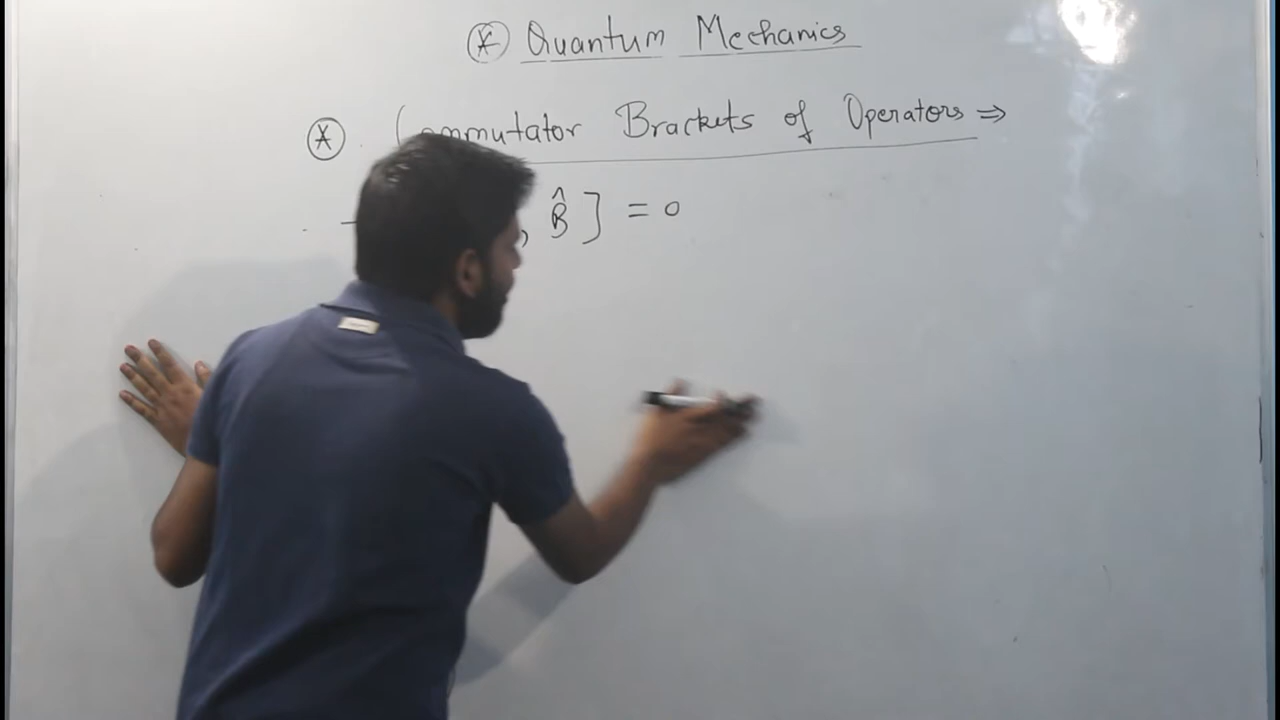 Quantum Mechanics
Commutator Brackets of Operators ⇒
, B̂ ] = 0